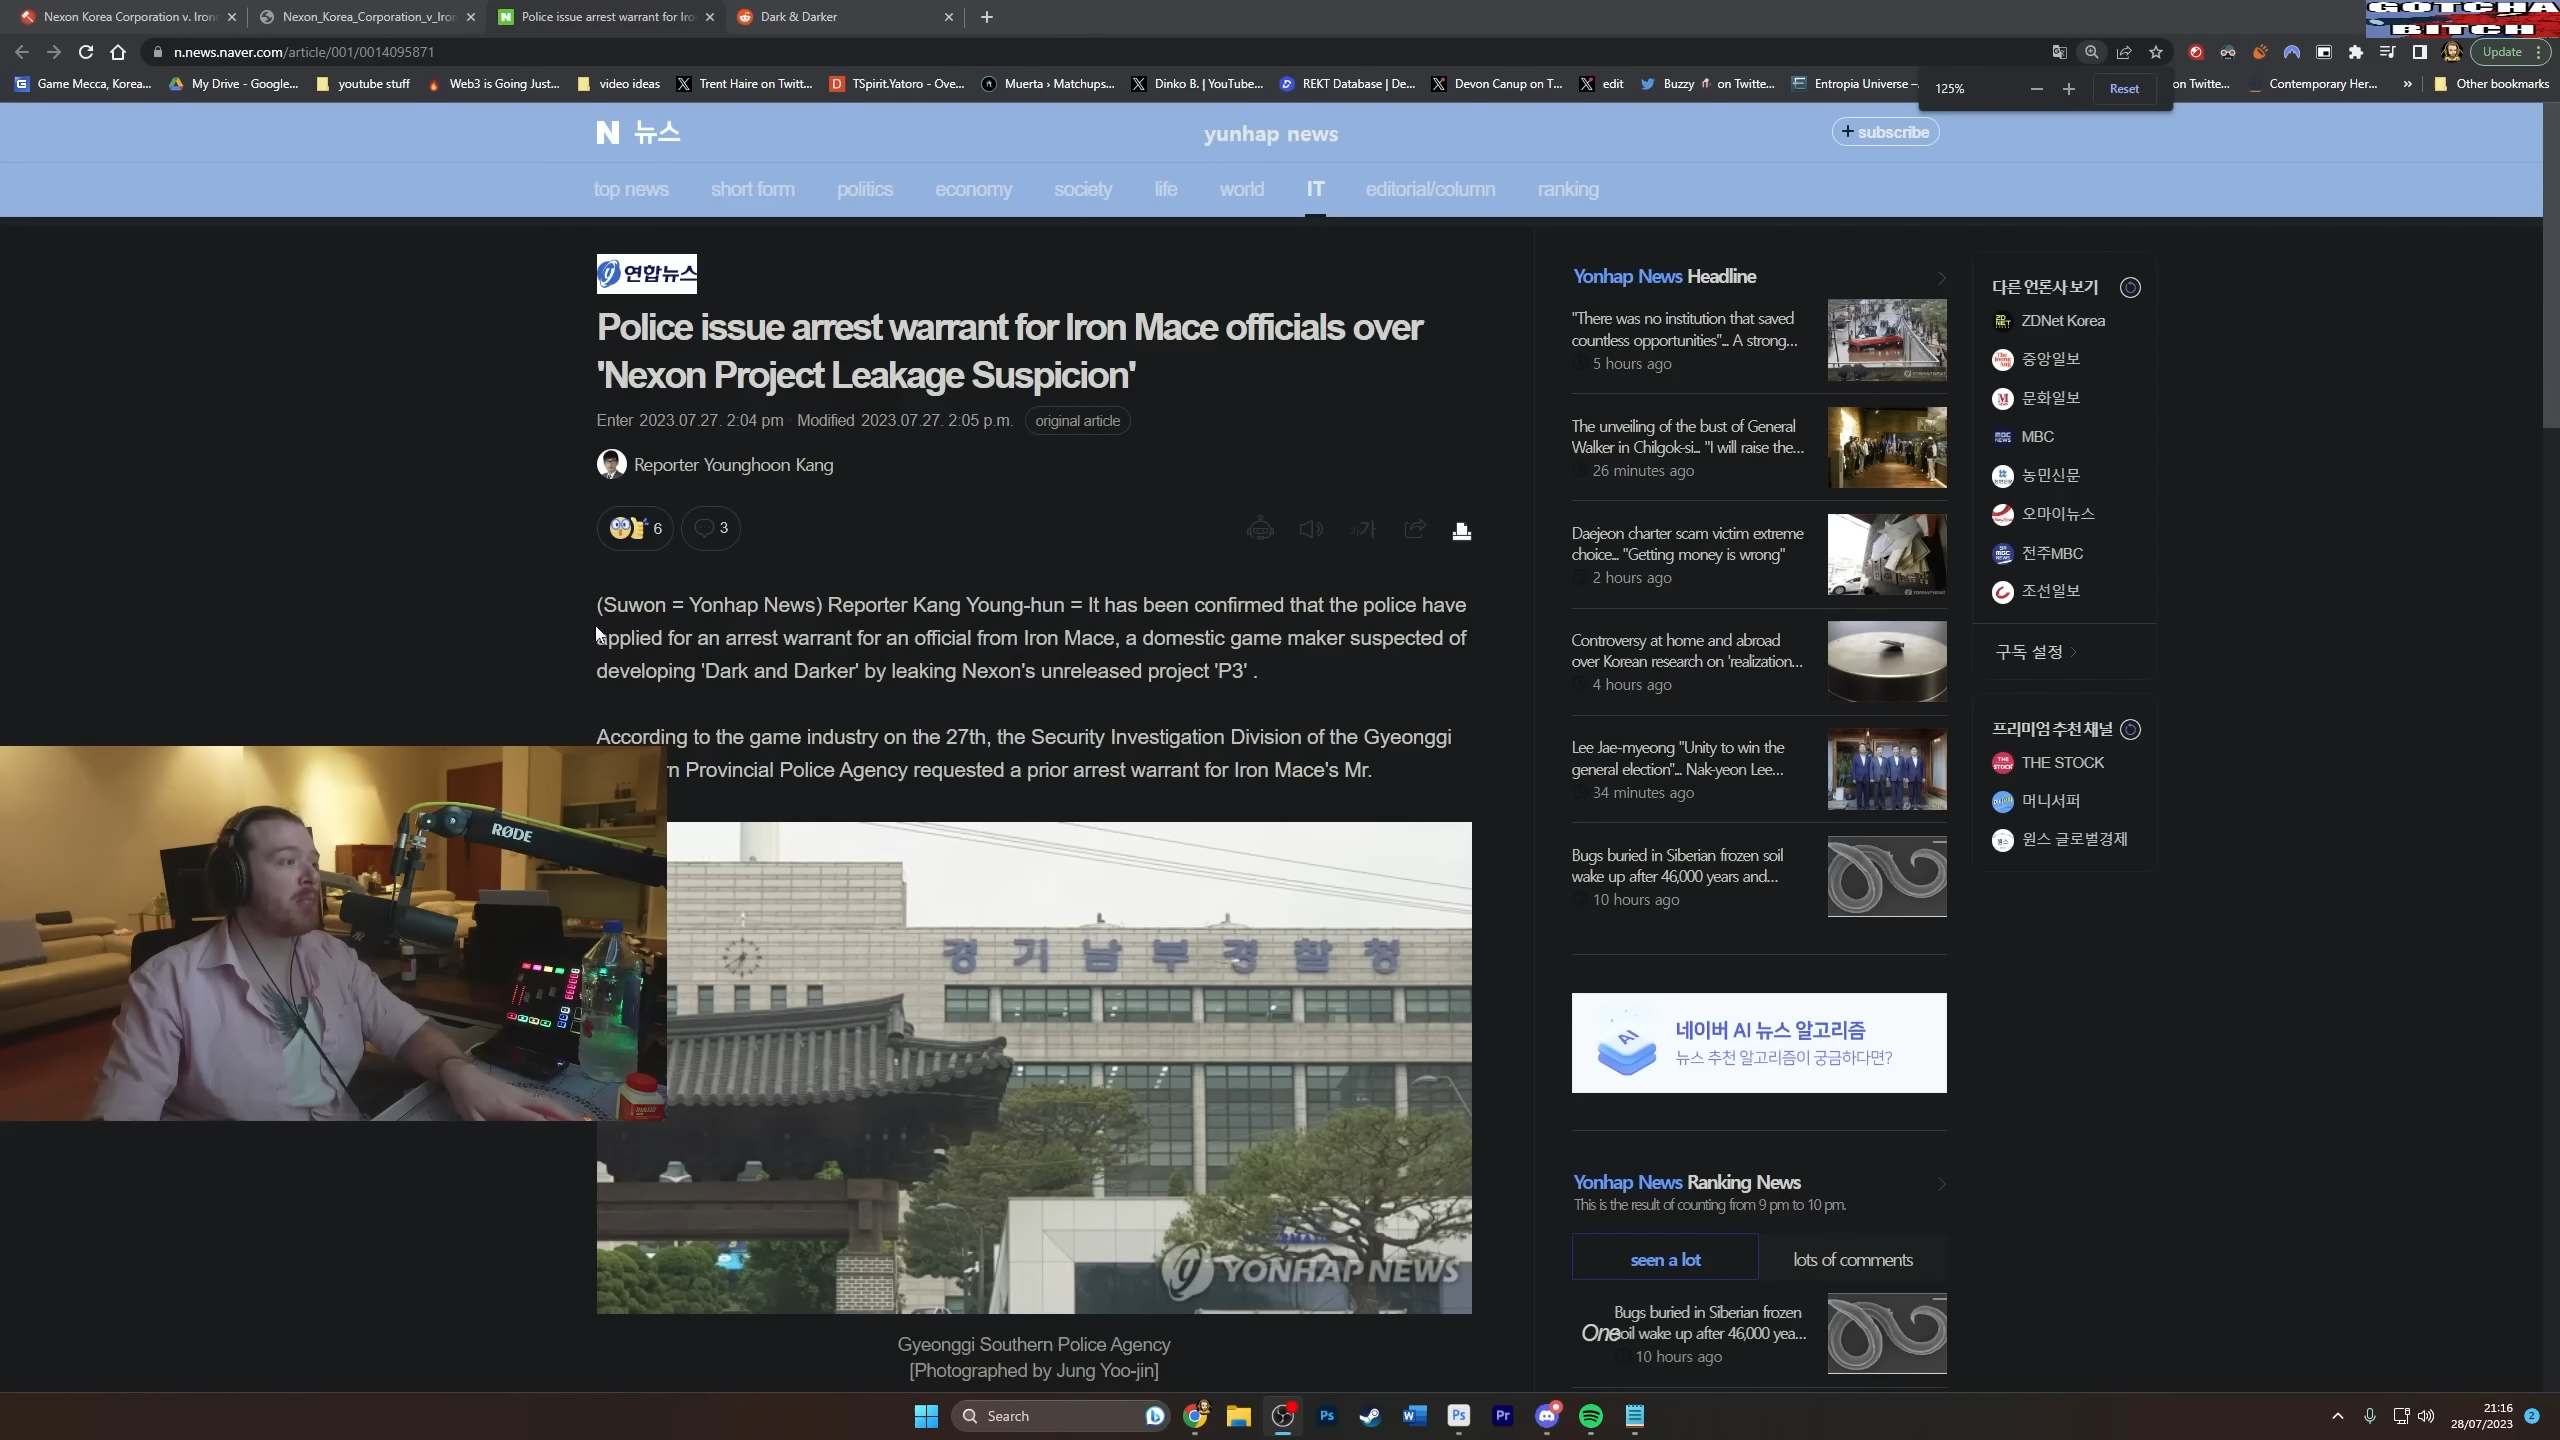 Nexon Korea Corporation v. Iron
Nexon_Korea_Corporation_v_Iron
Police issue arrest warrant for Iro
Dark & Darker
GOTCHA
BITCH
n.news.naver.com/article/001/0014095871
Update
Game Mecca, Korea...
My Drive - Google...
youtube stuff
Web3 is Going Just...
video ideas
Trent Haire on Twitt...
TSpirit.Yatoro - Ove...
Muerta › Matchups...
Dinko B. | YouTube...
REKT Database | De...
Devon Canup on T...
edit
Buzzy on Twitte...
Entropia Universe –
on Twitte...
Contemporary Her...
»
Other bookmarks
125%
Reset
N 뉴스
yunhap news
+ subscribe
top news
short form
politics
economy
society
life
world
IT
editorial/column
ranking
연합뉴스
Police issue arrest warrant for Iron Mace officials over
'Nexon Project Leakage Suspicion'
Enter 2023.07.27. 2:04 pm · Modified 2023.07.27. 2:05 p.m.
original article
Reporter Younghoon Kang
6
3
가
(Suwon = Yonhap News) Reporter Kang Young-hun = It has been confirmed that the police have
applied for an arrest warrant for an official from Iron Mace, a domestic game maker suspected of
developing 'Dark and Darker' by leaking Nexon's unreleased project 'P3' .
According to the game industry on the 27th, the Security Investigation Division of the Gyeonggi
n Provincial Police Agency requested a prior arrest warrant for Iron Mace's Mr.
RØDE
경기남부경찰청
YONHAP NEWS
Gyeonggi Southern Police Agency
[Photographed by Jung Yoo-jin]
Yonhap News Headline
"There was no institution that saved
countless opportunities"... A strong...
5 hours ago
The unveiling of the bust of General
Walker in Chilgok-si... "I will raise the...
26 minutes ago
Daejeon charter scam victim extreme
choice... "Getting money is wrong"
2 hours ago
Controversy at home and abroad
over Korean research on 'realization...
4 hours ago
Lee Jae-myeong "Unity to win the
general election"... Nak-yeon Lee...
34 minutes ago
Bugs buried in Siberian frozen soil
wake up after 46,000 years and...
10 hours ago
AI
네이버 AI 뉴스 알고리즘
뉴스 추천 알고리즘이 궁금하다면?
Yonhap News Ranking News
This is the result of counting from 9 pm to 10 pm.
seen a lot
lots of comments
One
Bugs buried in Siberian frozen
soil wake up after 46,000 yea...
10 hours ago
다른 언론사 보기
ZDNet Korea
중앙일보
문화일보
MBC
농민신문
오마이뉴스
전주MBC
조선일보
구독 설정
프리미엄 추천 채널
THE STOCK
머니서퍼
원스 글로벌경제
Search
21:16
28/07/2023
2